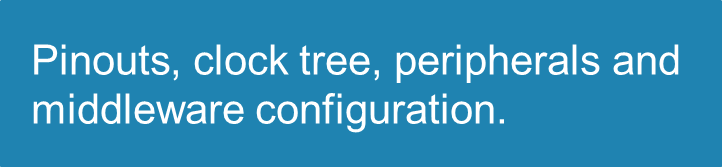 Pinouts, clock tree, peripherals and
middleware configuration.